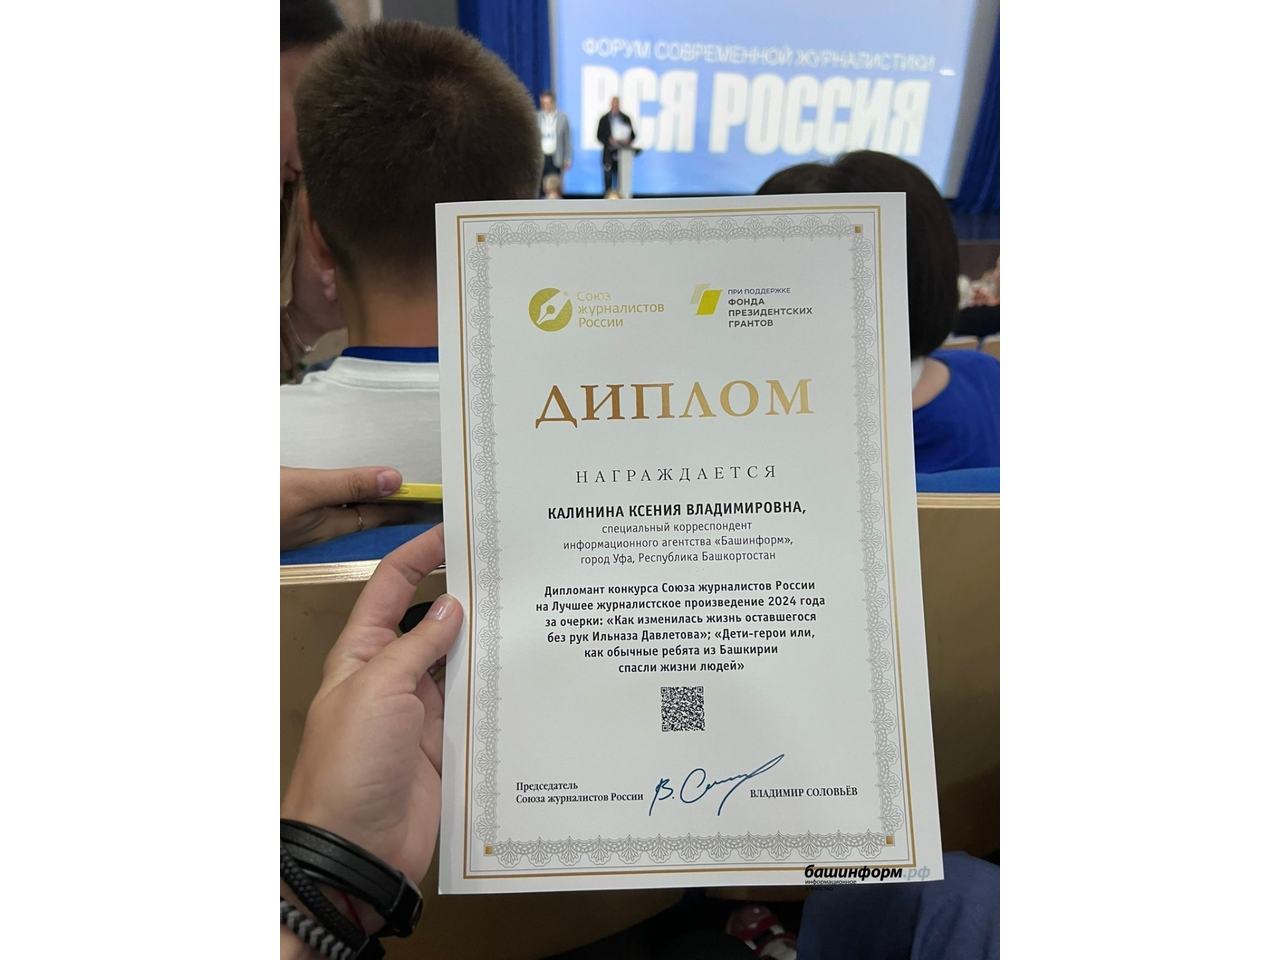 ФОРУМ СОВРЕМЕННОЙ ЖУРНАЛИСТИКИ
ВСЯ РОССИЯ
Союз
журналистов
России
ПРИ ПОДДЕРЖКЕ
ФОНДА
ПРЕЗИДЕНТСКИХ
ГРАНТОВ
ДИПЛОМ
НАГРАЖДАЕТСЯ
КАЛИНИНА КСЕНИЯ ВЛАДИМИРОВНА,
специальный корреспондент
информационного агентства «Башинформ»,
город Уфа, Республика Башкортостан
Дипломант конкурса Союза журналистов России
на Лучшее журналистское произведение 2024 года
за очерки: «Как изменилась жизнь оставшегося
без рук Ильназа Давлетова»; «Дети-герои или,
как обычные ребята из Башкирии
спасли жизни людей»
Председатель
Союза журналистов России
ВЛАДИМИР СОЛОВЬЁВ
башинформ.рф
информационное